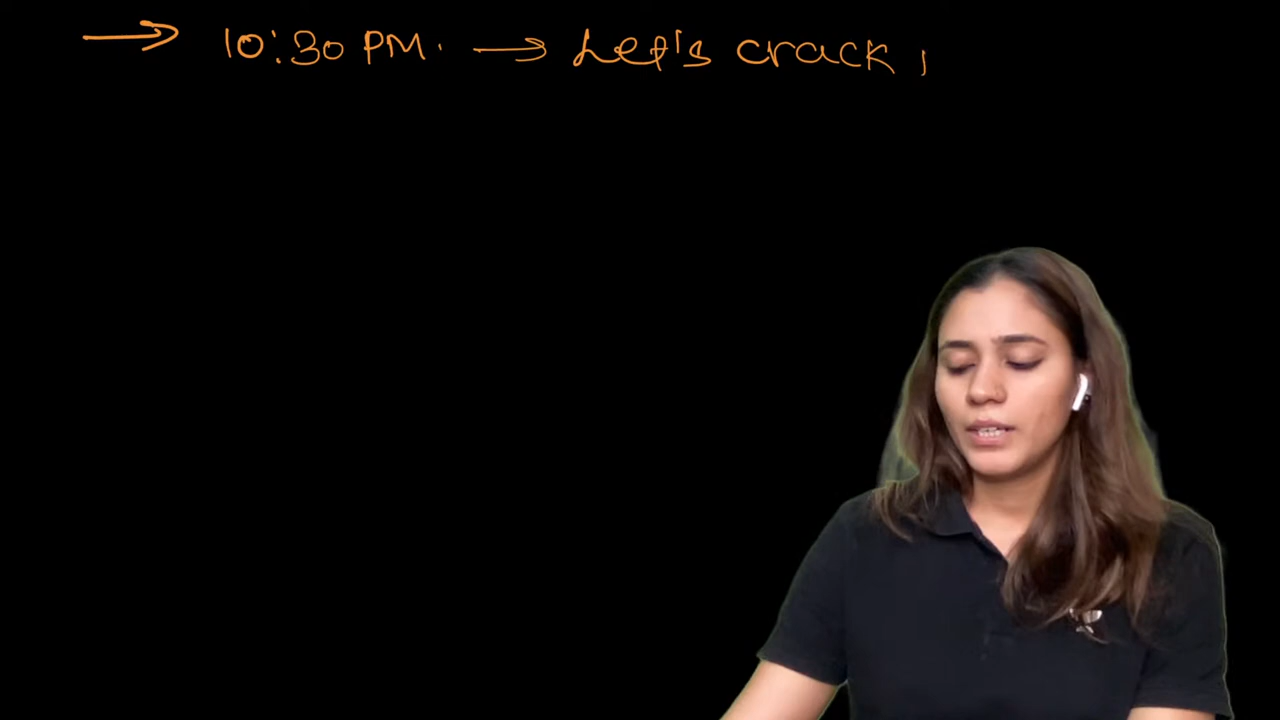 → 10:30 PM. → Let's crack